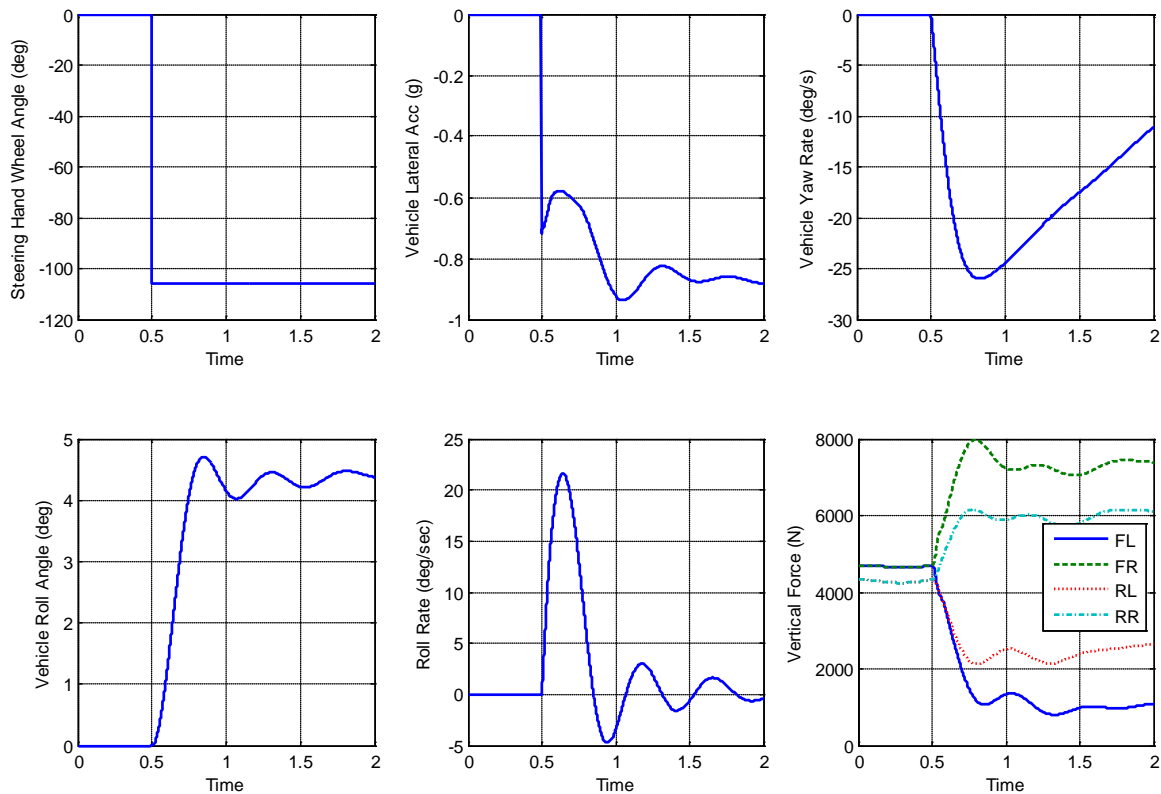 Steering Hand Wheel Angle (deg)
0
-20
-40
-60
-80
-100
-120
0 0.5 1 1.5 2
Time
Vehicle Lateral Acc (g)
0
-0.2
-0.4
-0.6
-0.8
-1
0 0.5 1 1.5 2
Time
Vehicle Yaw Rate (deg/s)
0
-5
-10
-15
-20
-25
-30
0 0.5 1 1.5 2
Time
Vehicle Roll Angle (deg)
5
4
3
2
1
0
0 0.5 1 1.5 2
Time
Roll Rate (deg/sec)
25
20
15
10
5
0
-5
0 0.5 1 1.5 2
Time
Vertical Force (N)
8000
6000
4000
2000
0
0 0.5 1 1.5 2
Time
FL
FR
RL
RR